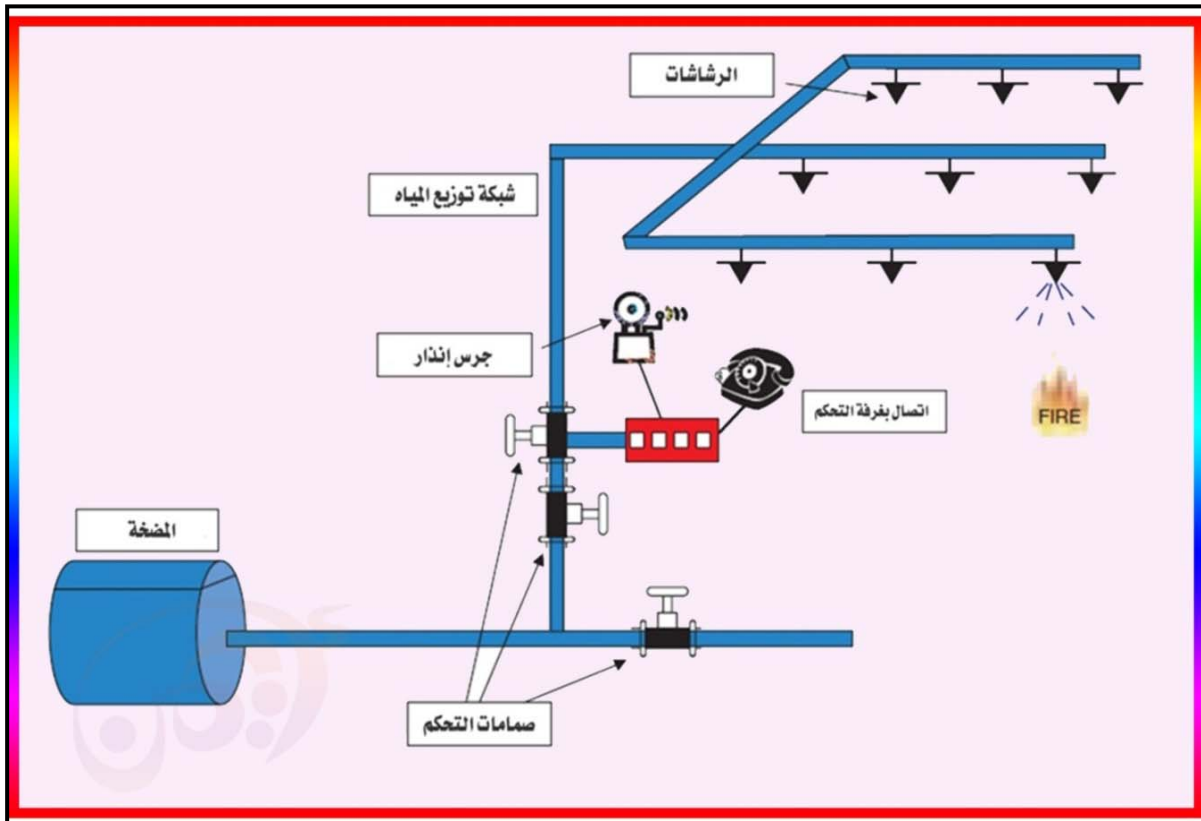 الرشاشات
شبكة توزيع المياه
جرس إنذار
اتصال بغرفة التحكم
FIRE
المضخة
صمامات التحكم